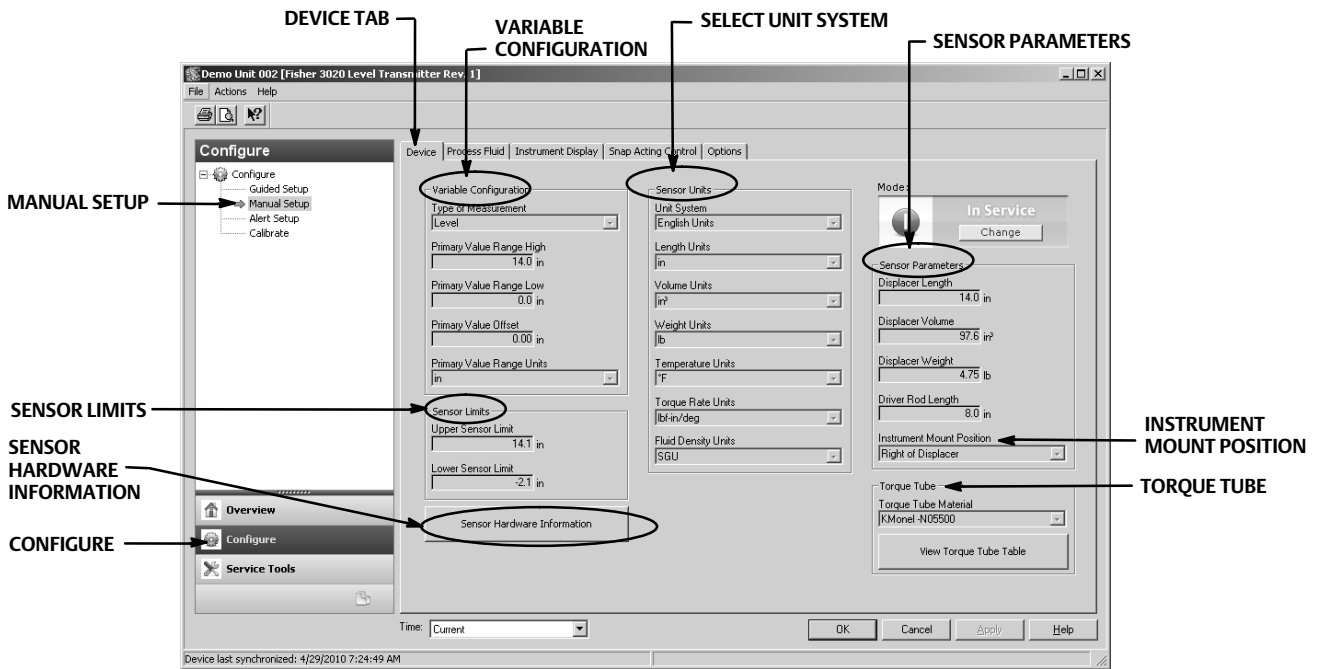 DEVICE TAB
VARIABLE
CONFIGURATION
SELECT UNIT SYSTEM
SENSOR PARAMETERS
Demo Unit 002 [Fisher 3020 Level Transmitter Rev. 1]
File Actions Help
Configure
Configure
Guided Setup
Manual Setup
Alert Setup
Calibrate
MANUAL SETUP
Device Process Fluid Instrument Display Snap Acting Control Options
Variable Configuration
Type of Measurement
Level
Primary Value Range High
14.0 in
Primary Value Range Low
0.0 in
Primary Value Offset
0.00 in
Primary Value Range Units
in
Sensor Limits
Upper Sensor Limit
14.1 in
Lower Sensor Limit
-2.1 in
Sensor Hardware Information
Sensor Units
Unit System
English Units
Length Units
in
Volume Units
in³
Weight Units
lb
Temperature Units
°F
Torque Rate Units
lbf-in/deg
Fluid Density Units
SGU
Mode:
In Service
Change
Sensor Parameters
Displacer Length
14.0 in
Displacer Volume
97.6 in³
Displacer Weight
4.75 lb
Driver Rod Length
8.0 in
Instrument Mount Position
Right of Displacer
Torque Tube
Torque Tube Material
KMonel -N05500
View Torque Tube Table
SENSOR LIMITS
SENSOR
HARDWARE
INFORMATION
CONFIGURE
INSTRUMENT
MOUNT POSITION
TORQUE TUBE
Overview
Configure
Service Tools
Time: Current
OK Cancel Apply Help
Device last synchronized: 4/29/2010 7:24:49 AM